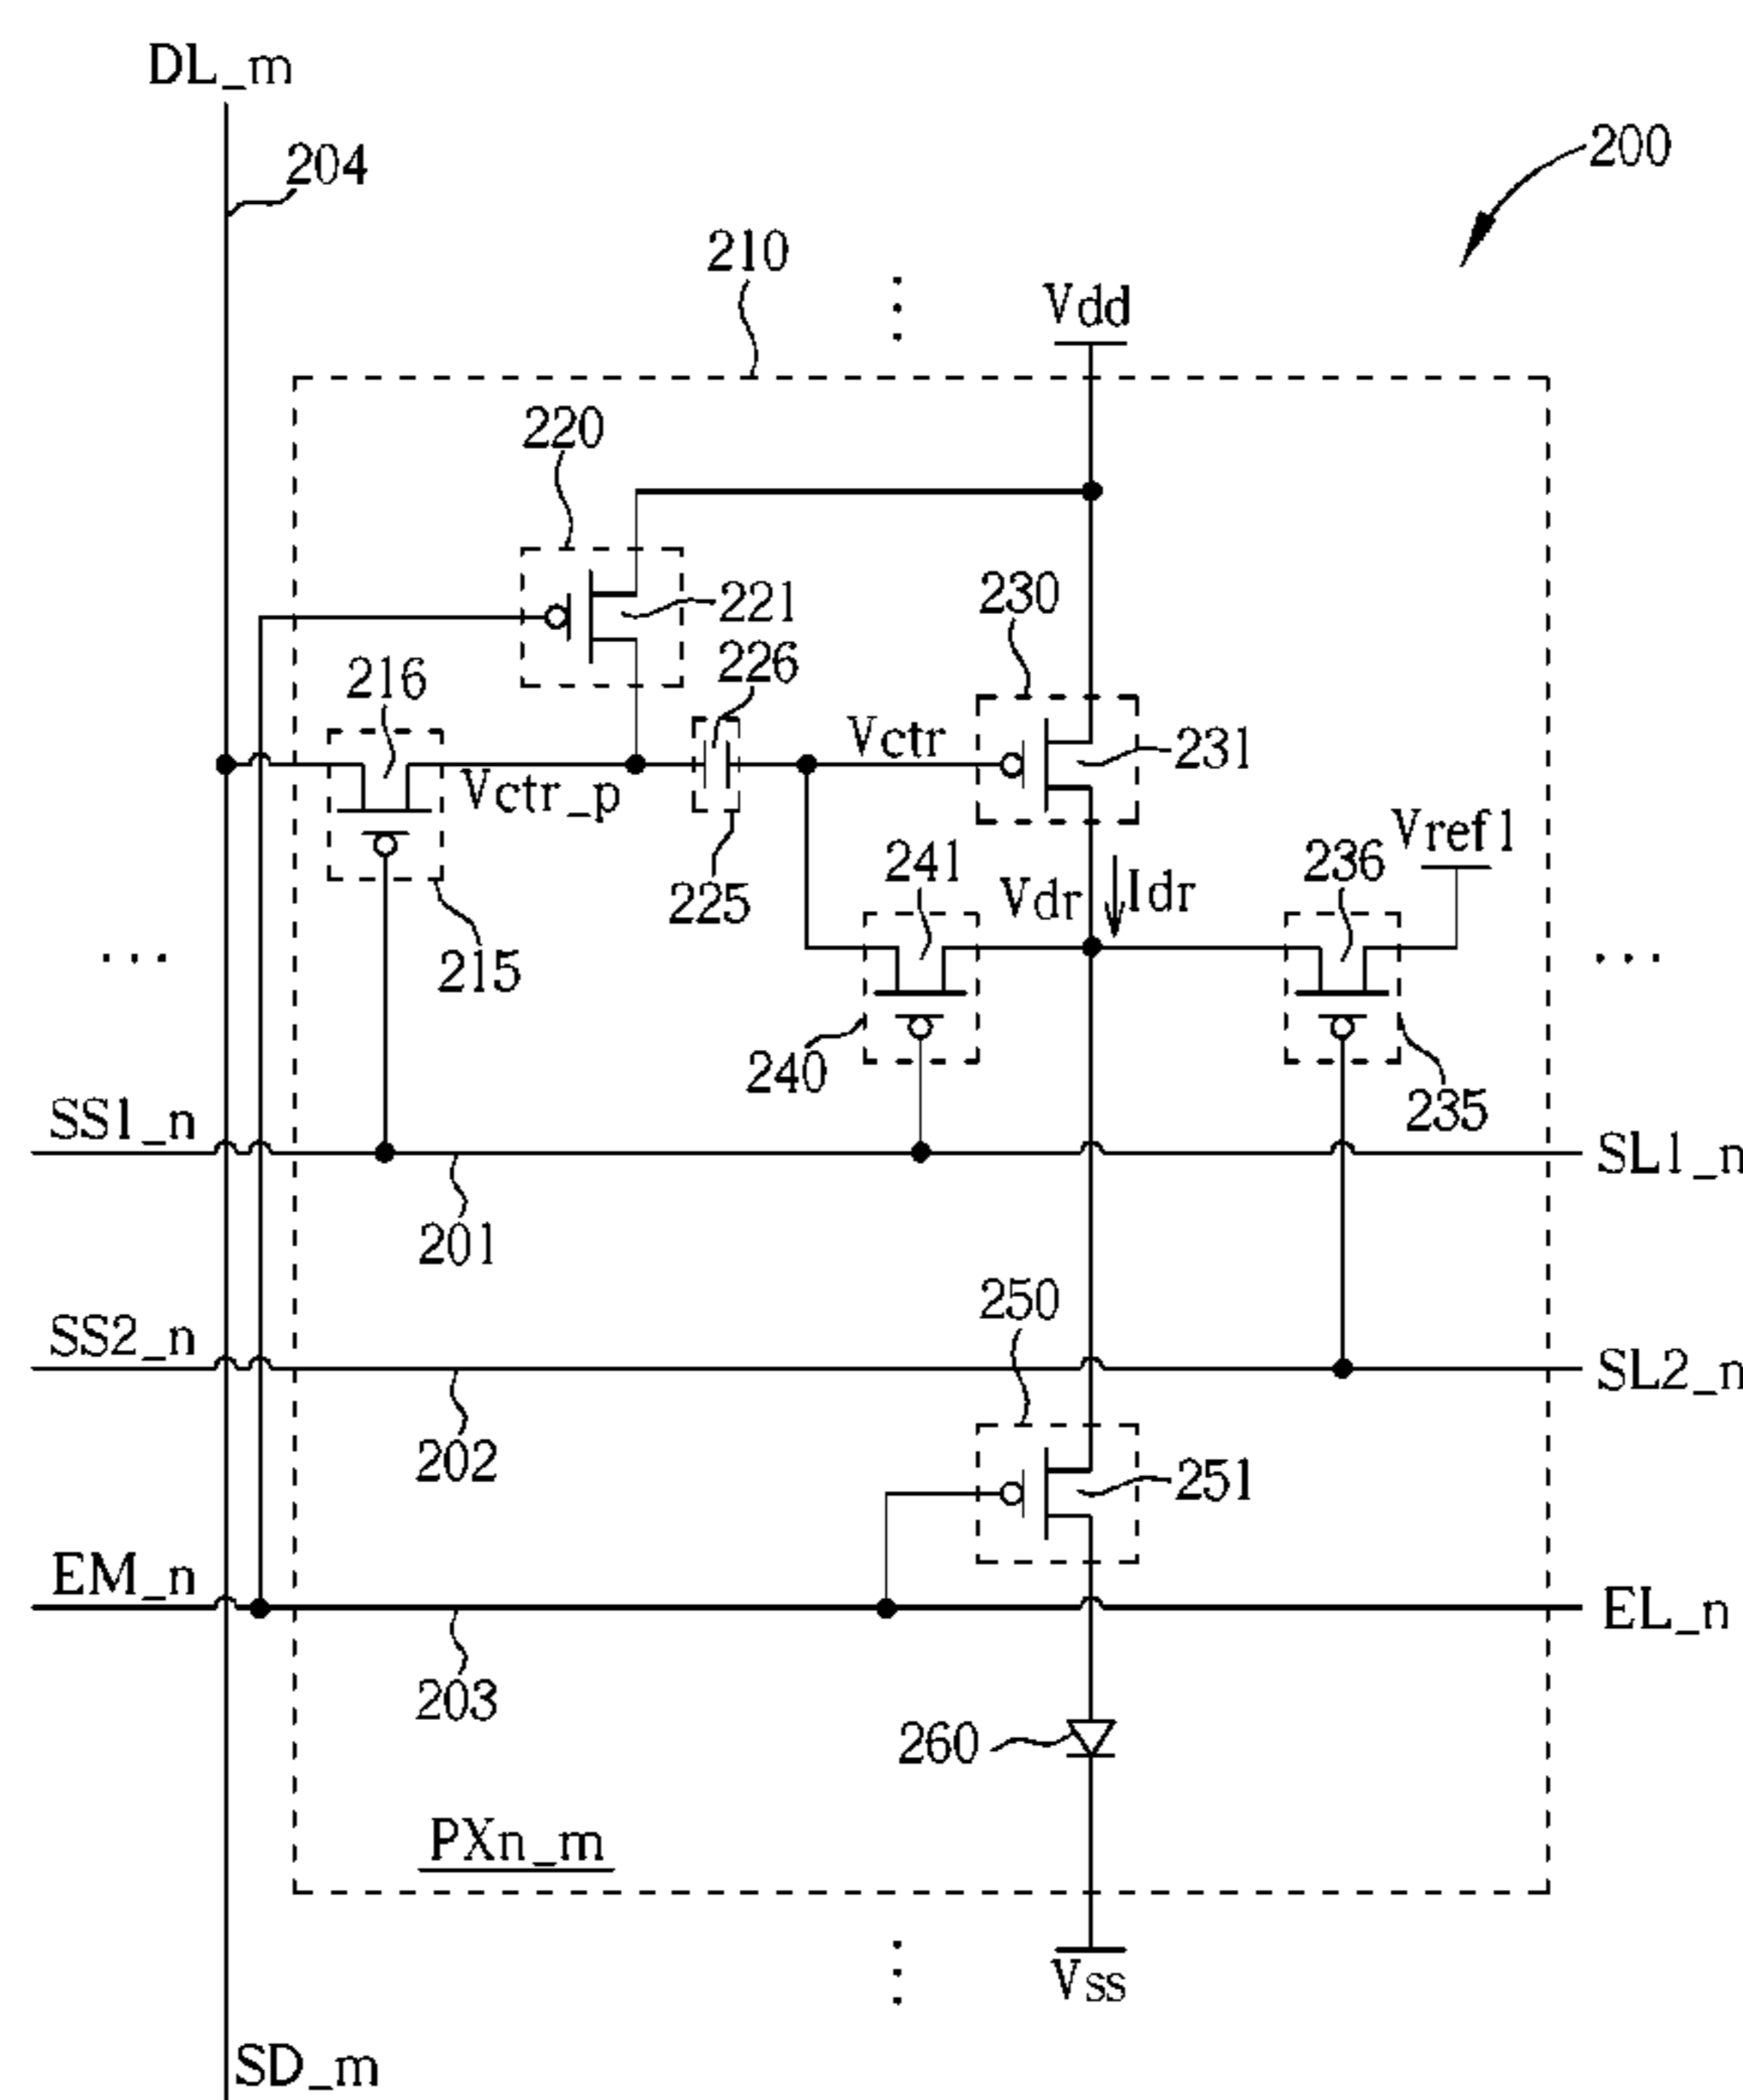 DL_m
204
200
210
Vdd
220
221
230
226
216
Vctr
231
Vctr_p
Vref1
241
236
225
Vdr
Idr
215
240
235
SS1_n
SL1_n
201
250
SS2_n
SL2_n
202
251
EM_n
EL_n
203
260
PXn_m
Vss
SD_m